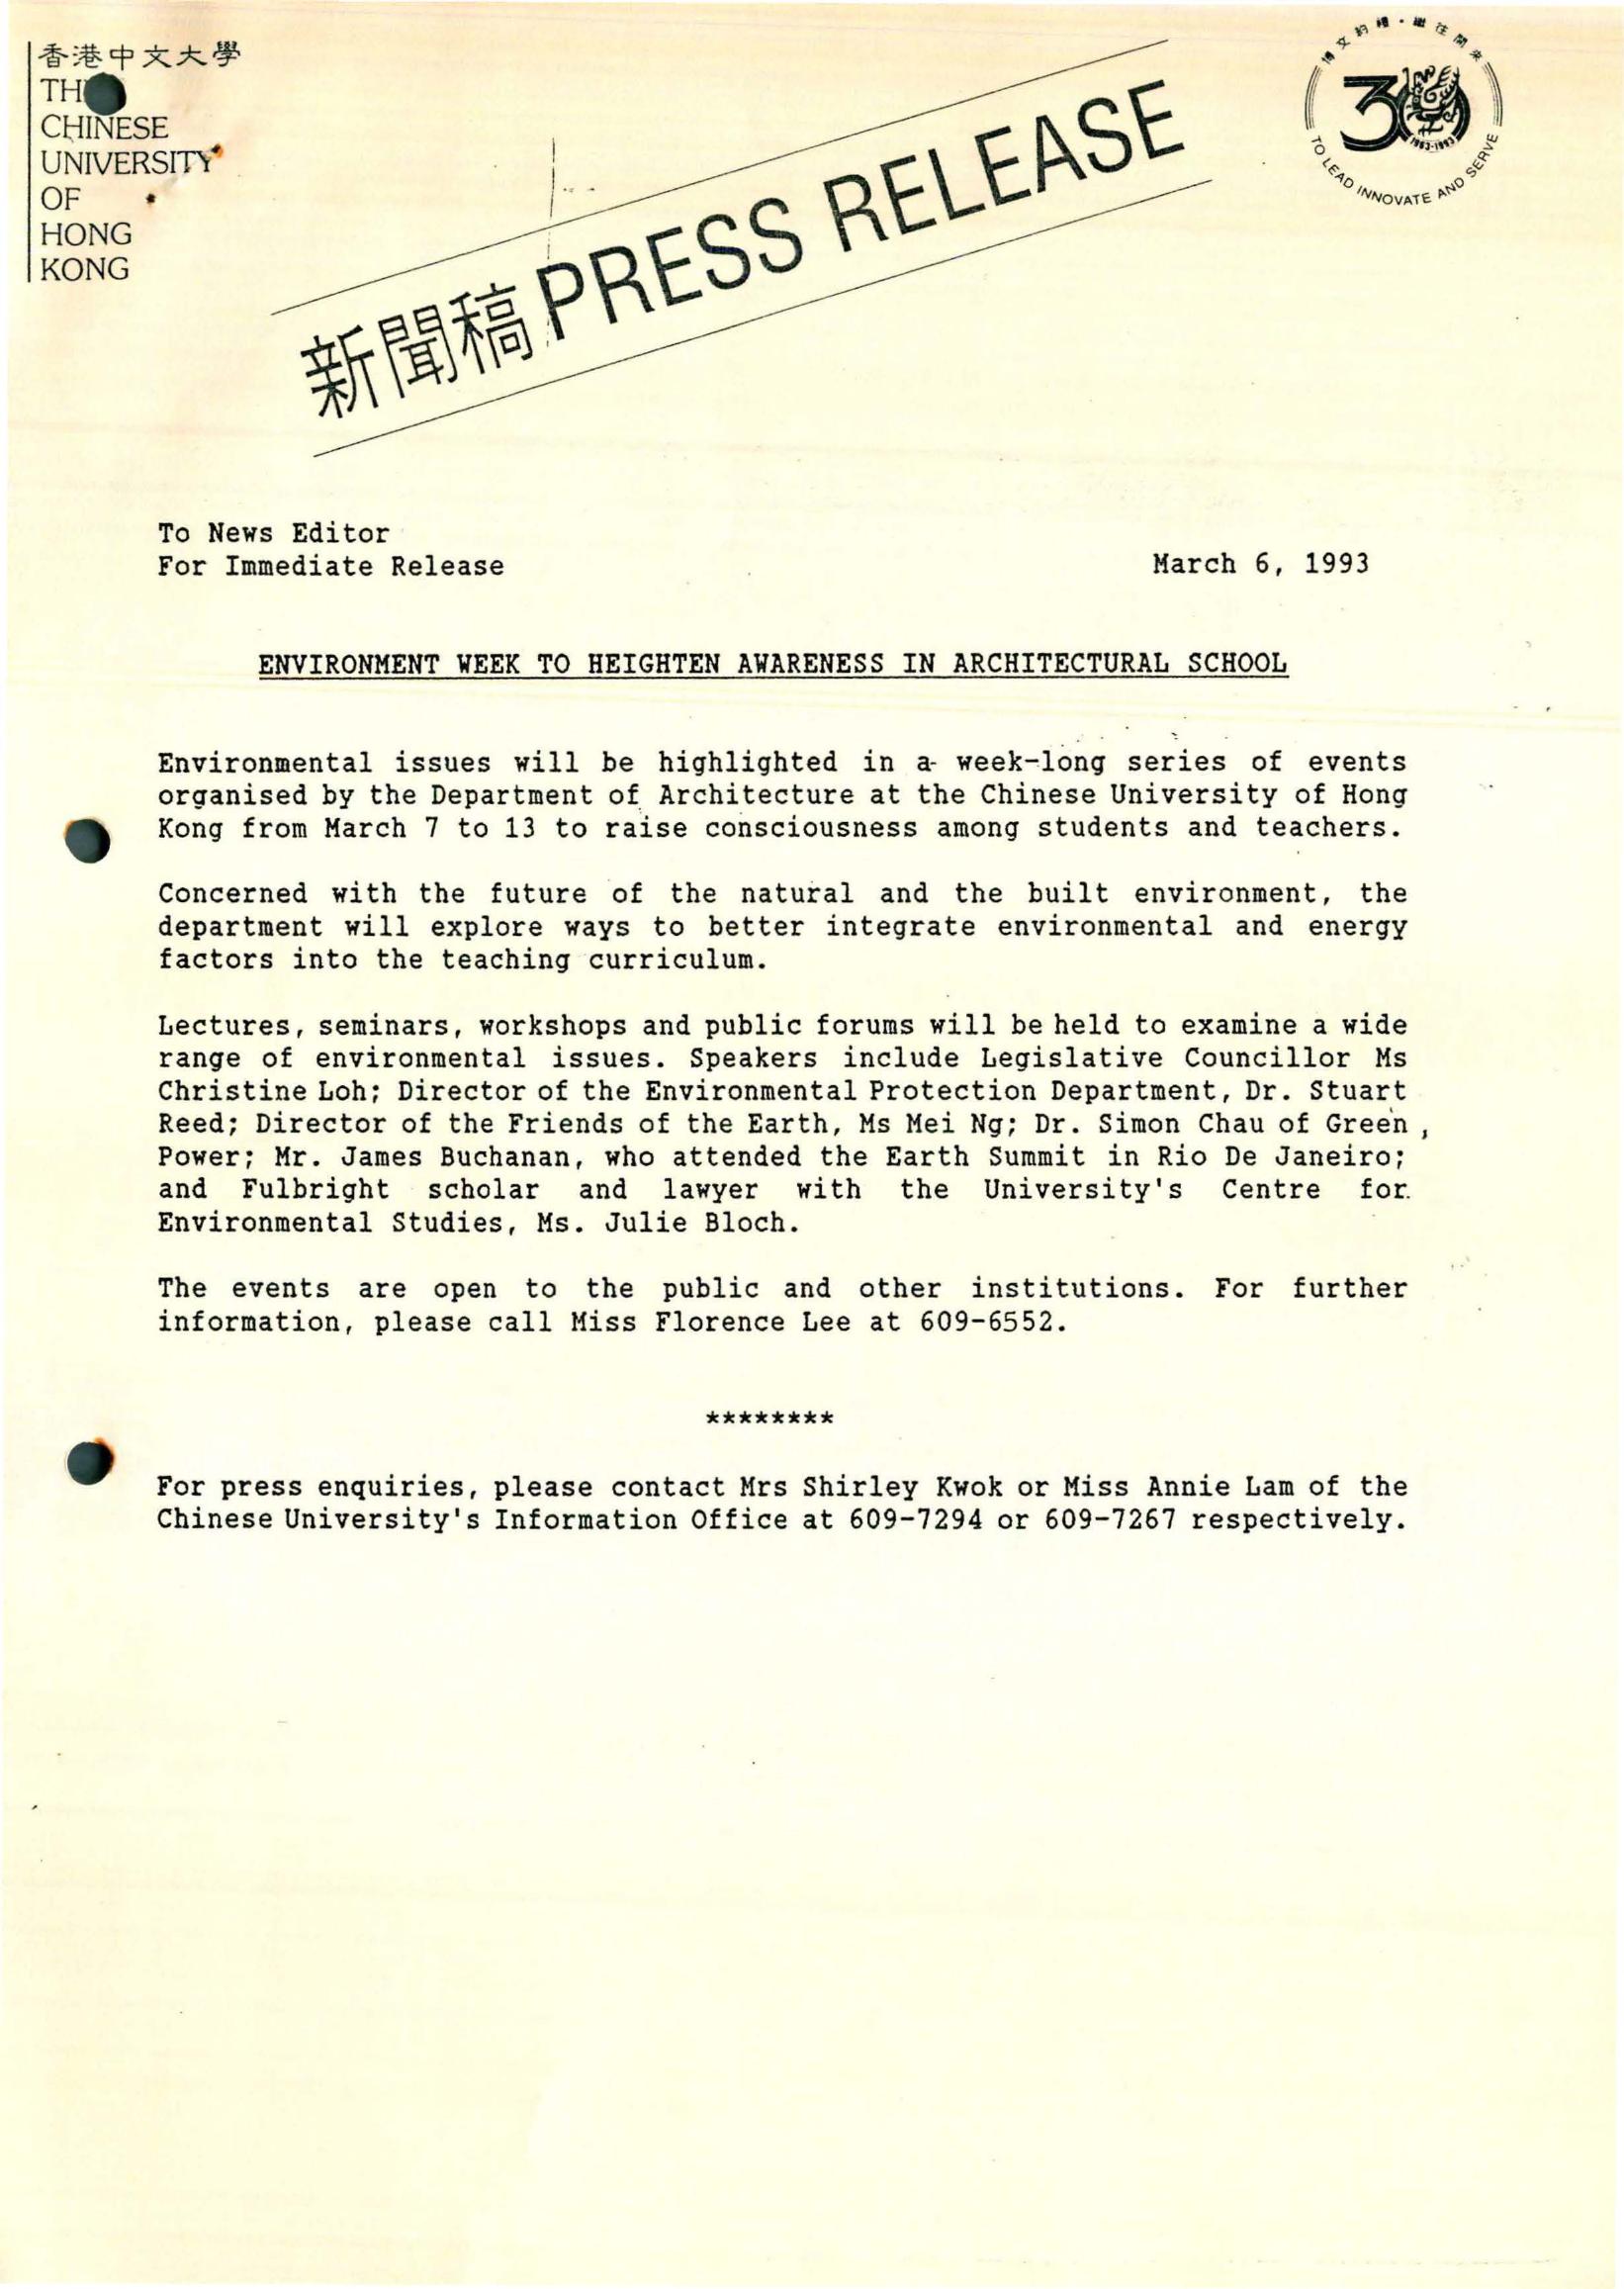 香港中文大學
THE
CHINESE
UNIVERSITY
OF
HONG
KONG
博文約禮·繼往開來
30
1963-1993
TO LEAD INNOVATE AND SERVE
新聞稿 PRESS RELEASE
To News Editor
For Immediate Release
March 6, 1993
ENVIRONMENT WEEK TO HEIGHTEN AWARENESS IN ARCHITECTURAL SCHOOL
Environmental issues will be highlighted in a week-long series of events
organised by the Department of Architecture at the Chinese University of Hong
Kong from March 7 to 13 to raise consciousness among students and teachers.
Concerned with the future of the natural and the built environment, the
department will explore ways to better integrate environmental and energy
factors into the teaching curriculum.
Lectures, seminars, workshops and public forums will be held to examine a wide
range of environmental issues. Speakers include Legislative Councillor Ms
Christine Loh; Director of the Environmental Protection Department, Dr. Stuart
Reed; Director of the Friends of the Earth, Ms Mei Ng; Dr. Simon Chau of Green
Power; Mr. James Buchanan, who attended the Earth Summit in Rio De Janeiro;
and Fulbright scholar and lawyer with the University's Centre for
Environmental Studies, Ms. Julie Bloch.
The events are open to the public and other institutions. For further
information, please call Miss Florence Lee at 609-6552.
********
For press enquiries, please contact Mrs Shirley Kwok or Miss Annie Lam of the
Chinese University's Information Office at 609-7294 or 609-7267 respectively.